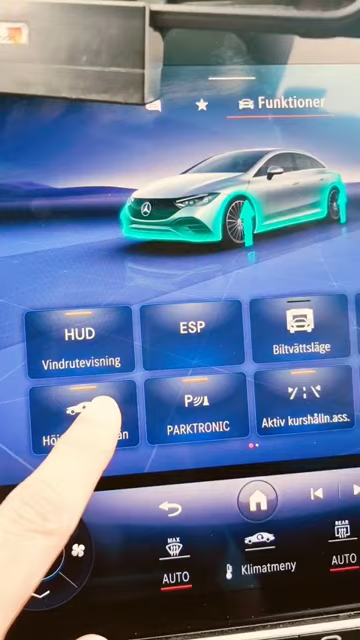 Funktioner
HUD
Vindrutevisning
ESP
Biltvättsläge
PARKTRONIC
Aktiv kurshålln.ass.
MAX
AUTO
Klimatmeny
REAR
AUTO